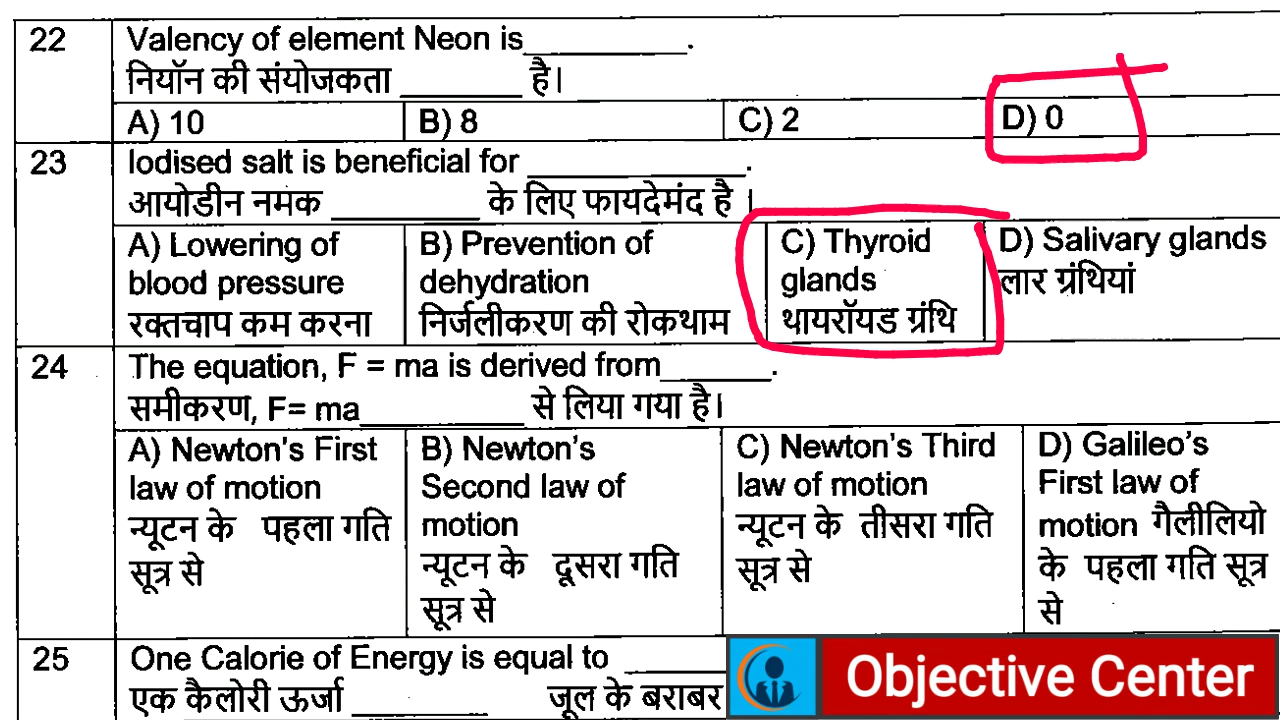 22
Valency of element Neon is_________.
नियॉन की संयोजकता _______ है।
A) 10
B) 8
C) 2
D) 0
23
Iodised salt is beneficial for _____________.
आयोडीन नमक _________ के लिए फायदेमंद है ।
A) Lowering of
blood pressure
रक्तचाप कम करना
B) Prevention of
dehydration
निर्जलीकरण की रोकथाम
C) Thyroid
glands
थायरॉयड ग्रंथि
D) Salivary glands
लार ग्रंथियां
24
The equation, F = ma is derived from______.
समीकरण, F= ma_________ से लिया गया है।
A) Newton's First
law of motion
न्यूटन के पहला गति
सूत्र से
B) Newton's
Second law of
motion
न्यूटन के दूसरा गति
सूत्र से
C) Newton's Third
law of motion
न्यूटन के तीसरा गति
सूत्र से
D) Galileo's
First law of
motion गैलीलियो
के पहला गति सूत्र
से
25
One Calorie of Energy is equal to ______
एक कैलोरी ऊर्जा ________ जूल के बराबर
Objective Center